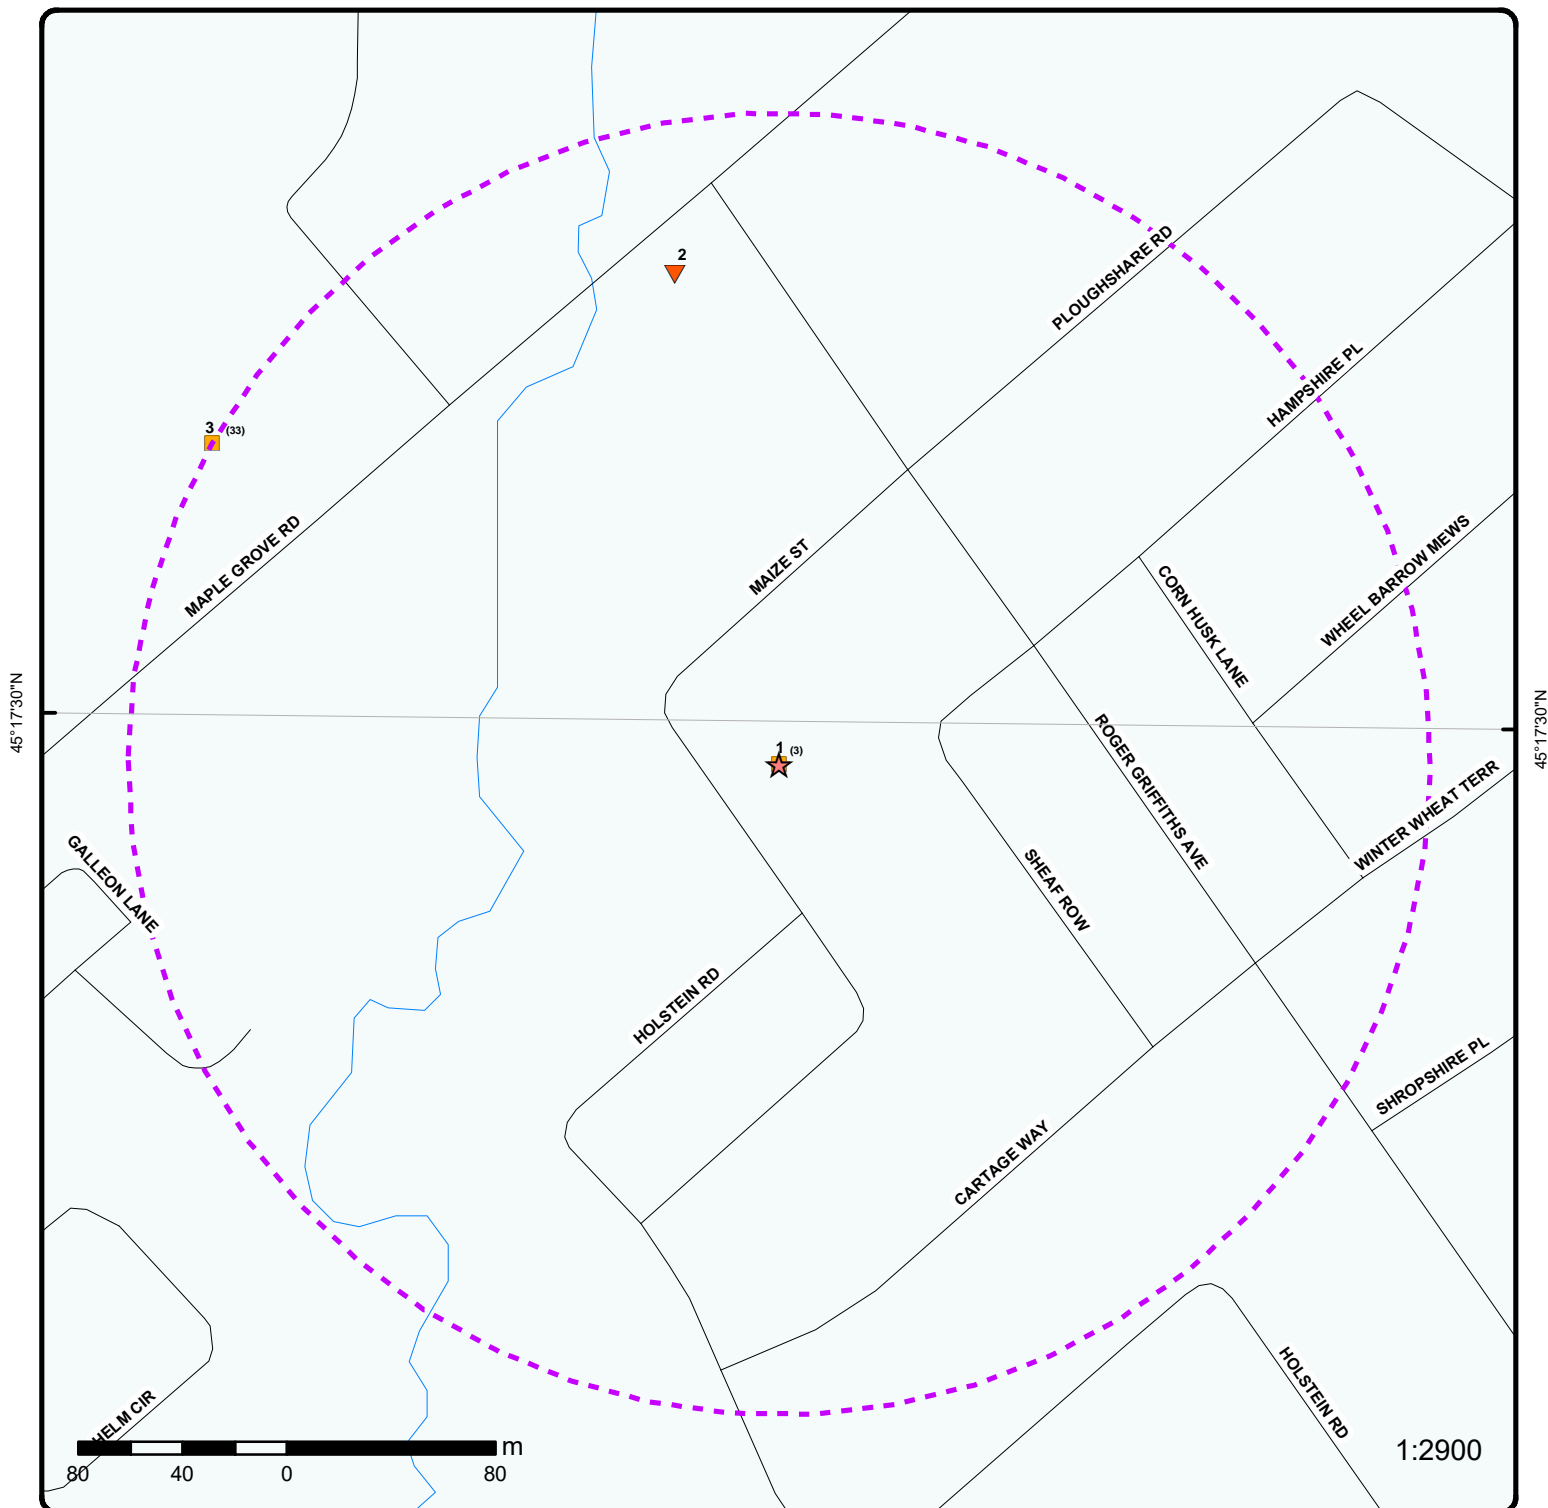 2
PLOUGHSHARE RD
HAMPSHIRE PL
3 (33)
MAPLE GROVE RD
MAIZE ST
CORN HUSK LANE
WHEEL BARROW MEWS
45°17'30"N
45°17'30"N
1 (3)
ROGER GRIFFITHS AVE
WINTER WHEAT TERR
GALLEON LANE
SHEAF ROW
HOLSTEIN RD
SHROPSHIRE PL
CARTAGE WAY
HOLSTEIN RD
HELM CIR
m
1:2900
80 40 0 80